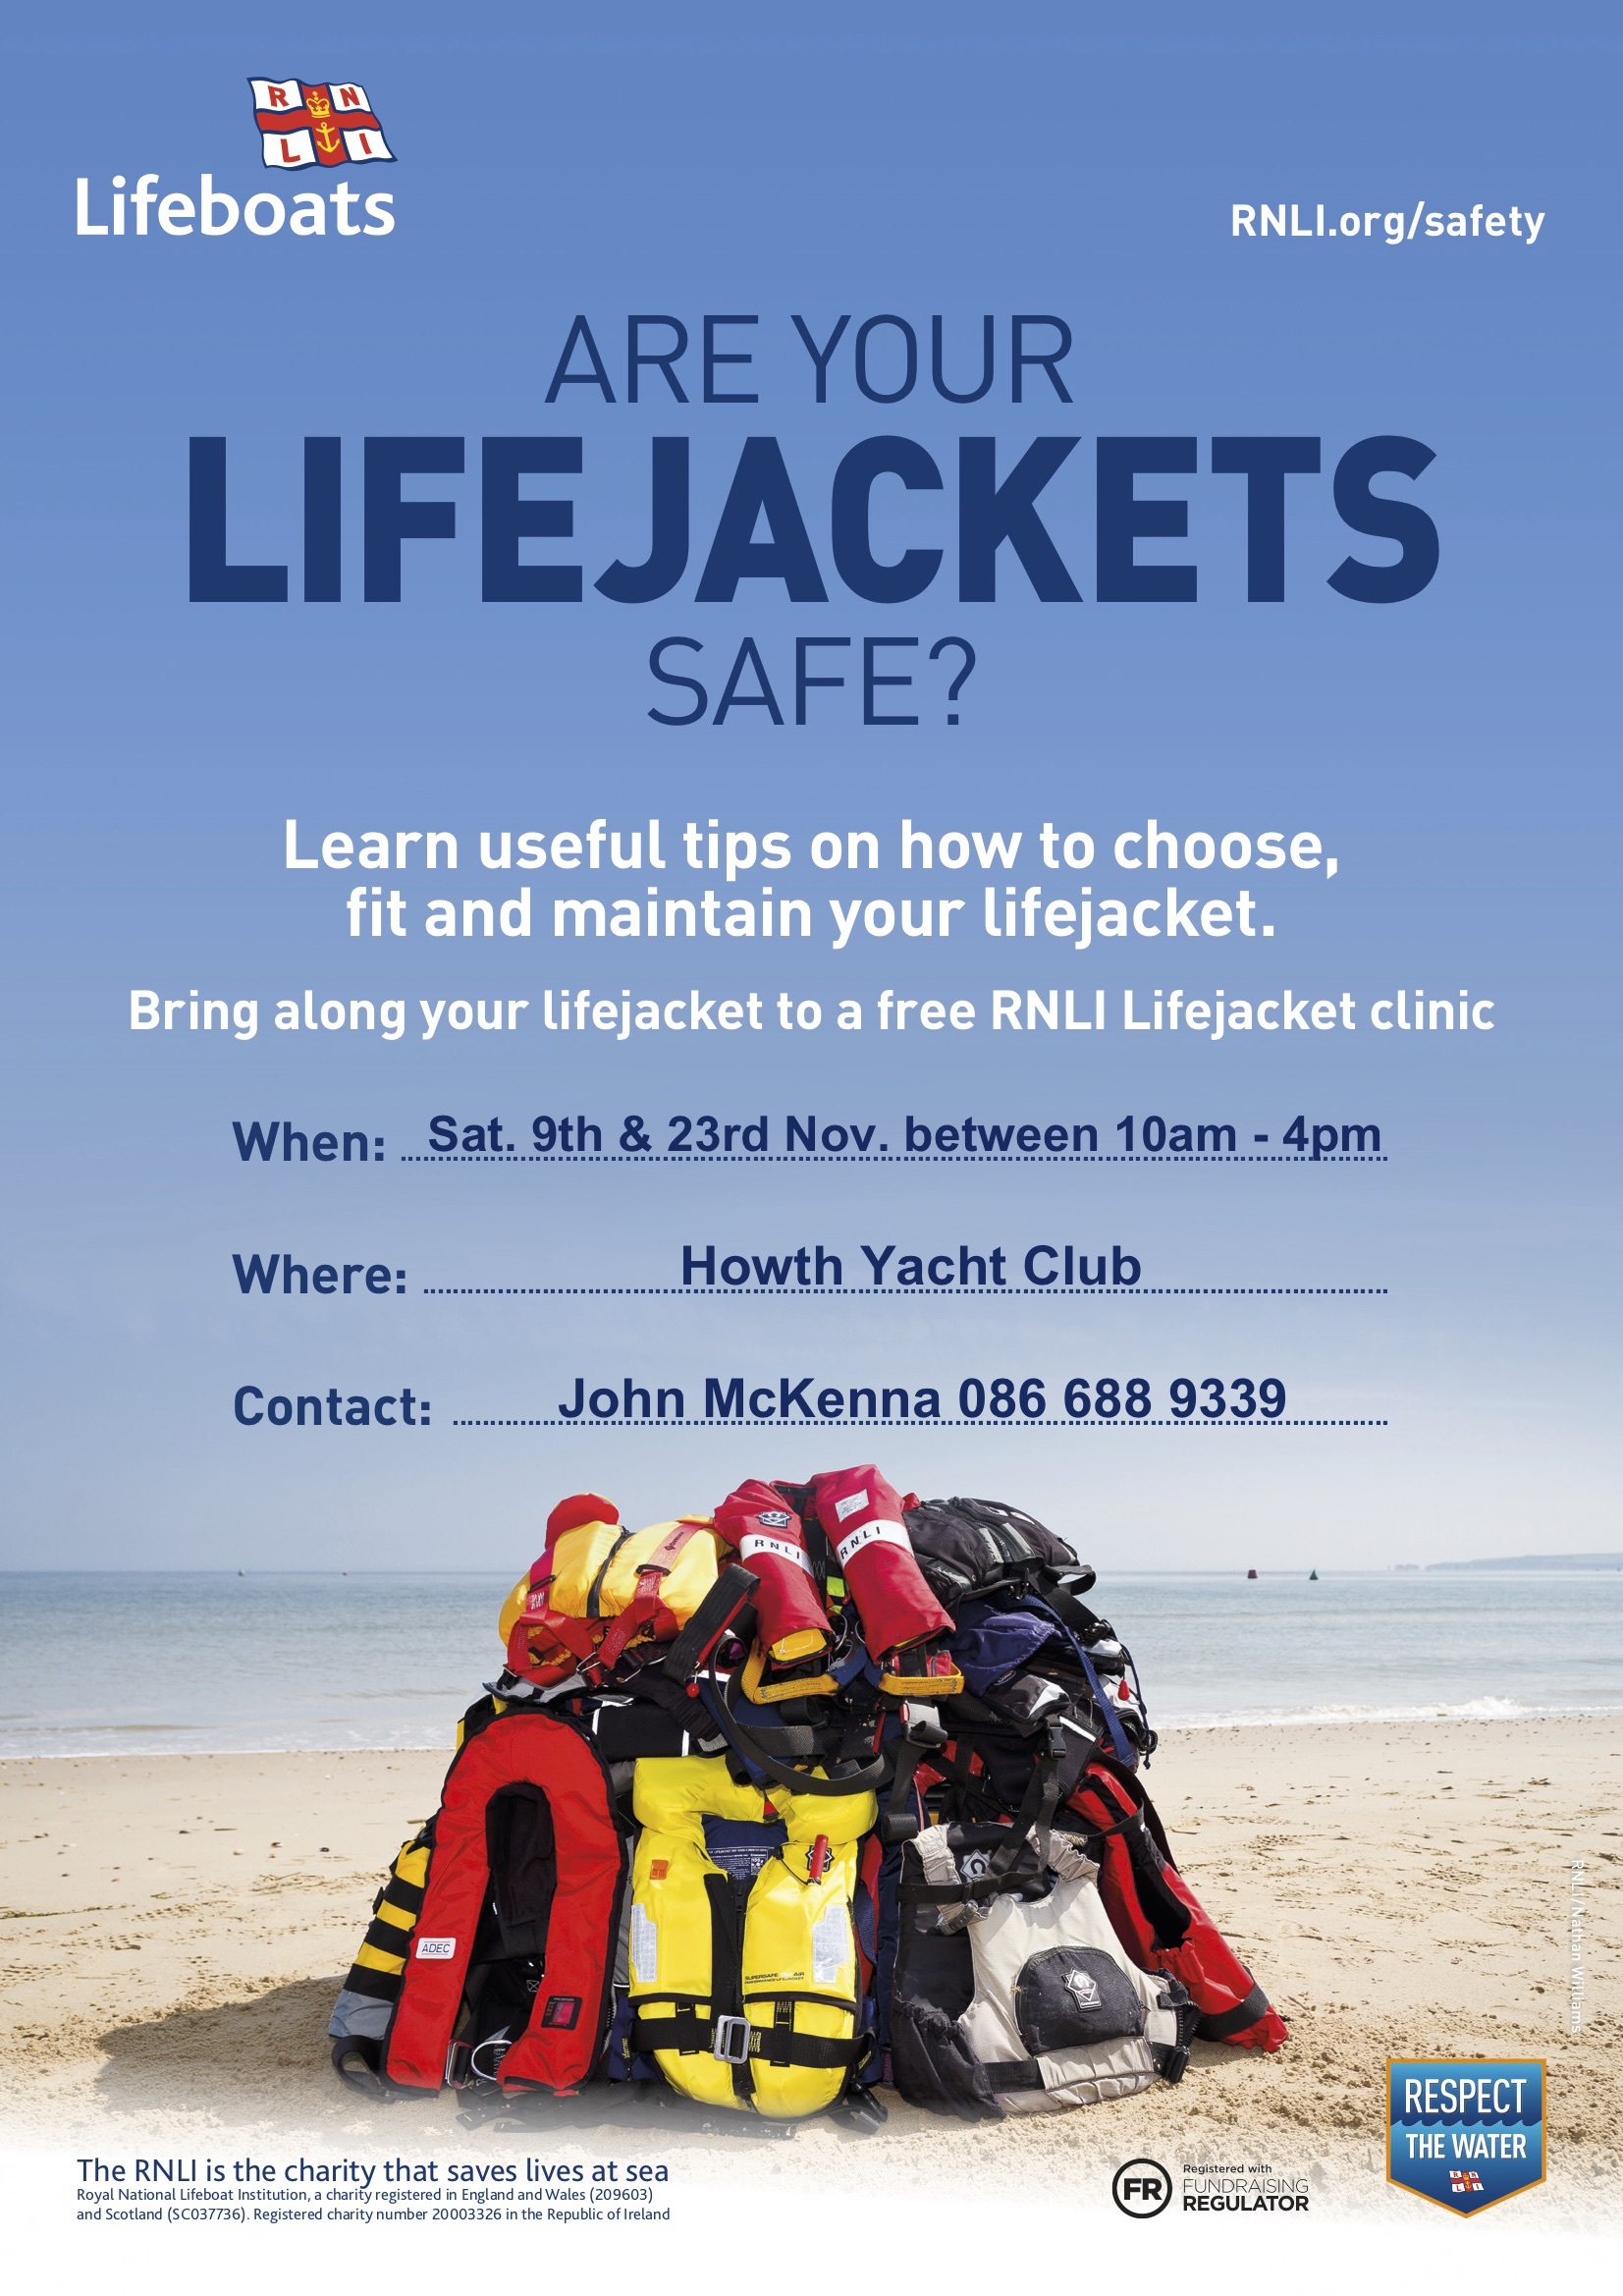 R N
L I
Lifeboats
RNLI.org/safety
ARE YOUR
LIFEJACKETS
SAFE?
Learn useful tips on how to choose,
fit and maintain your lifejacket.
Bring along your lifejacket to a free RNLI Lifejacket clinic
When: Sat. 9th & 23rd Nov. between 10am - 4pm
Where: Howth Yacht Club
Contact: John McKenna 086 688 9339
RNLI
RNLI
ADEC
RNLI/Nathan Williams
RESPECT
THE WATER
R N
L I
The RNLI is the charity that saves lives at sea
Royal National Lifeboat Institution, a charity registered in England and Wales (209603)
and Scotland (SC037736). Registered charity number 20003326 in the Republic of Ireland
FR
Registered with
FUNDRAISING
REGULATOR